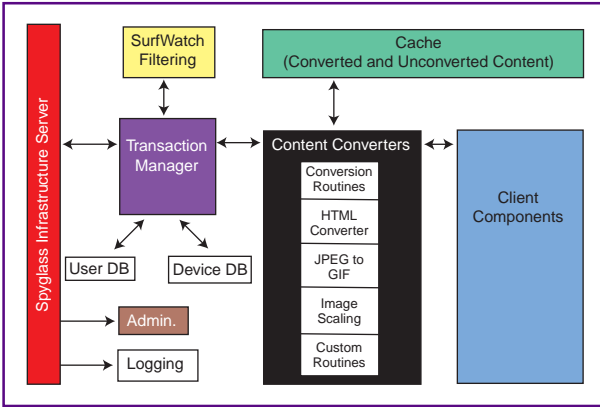 Spyglass Infrastructure Server
SurfWatch
Filtering
Cache
(Converted and Unconverted Content)
Transaction
Manager
Content Converters
Conversion
Routines
HTML
Converter
JPEG to
GIF
Image
Scaling
Custom
Routines
Client
Components
User DB
Device DB
Admin.
Logging